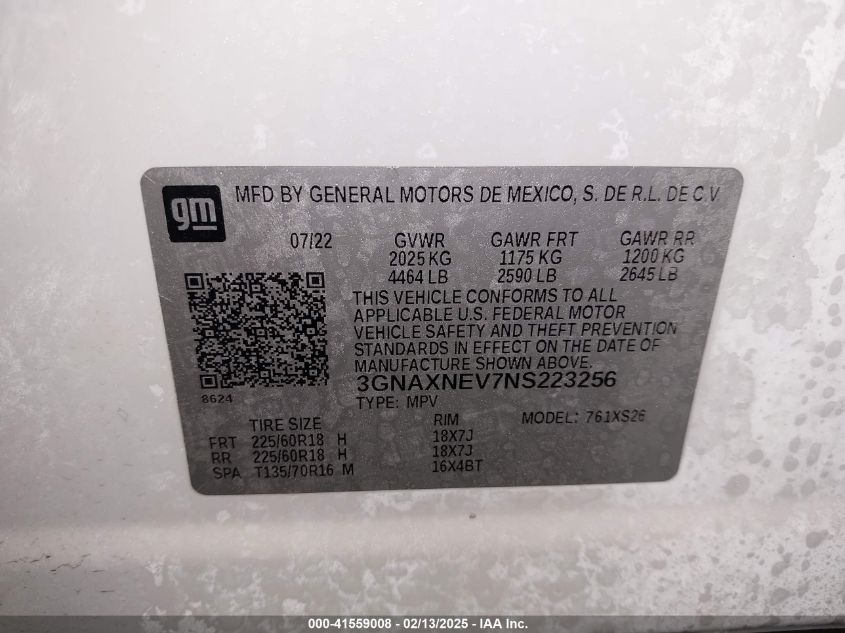 gm
MFD BY GENERAL MOTORS DE MEXICO, S. DE R.L. DE C.V
07/22 GVWR GAWR FRT GAWR RR
2025 KG 1175 KG 1200 KG
4464 LB 2590 LB 2645 LB
THIS VEHICLE CONFORMS TO ALL
APPLICABLE U.S. FEDERAL MOTOR
VEHICLE SAFETY AND THEFT PREVENTION
STANDARDS IN EFFECT ON THE DATE OF
MANUFACTURE SHOWN ABOVE.
3GNAXNEV7NS223256
8624
TYPE: MPV
TIRE SIZE RIM MODEL: 761XS26
FRT 225/60R18 H 18X7J
RR 225/60R18 H 18X7J
SPA T135/70R16 M 16X4BT
000-41559008 - 02/13/2025 - IAA Inc.